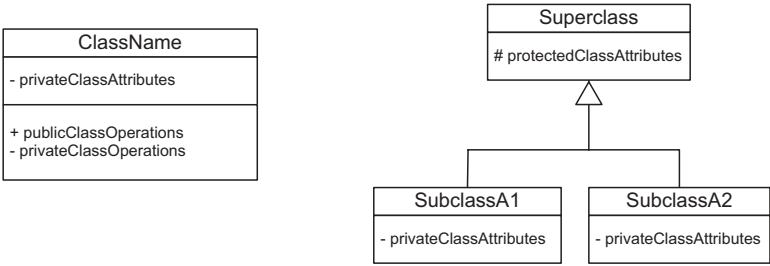 ClassName
- privateClassAttributes
+ publicClassOperations
- privateClassOperations
Superclass
# protectedClassAttributes
SubclassA1
- privateClassAttributes
SubclassA2
- privateClassAttributes